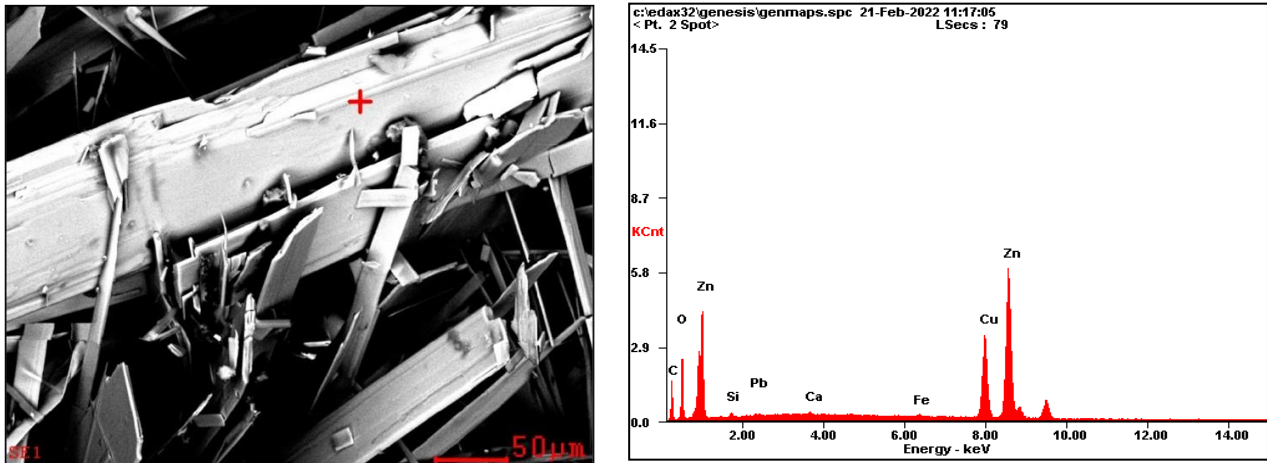 SE1
50µm
c:\edax32\genesis\genmaps.spc 21-Feb-2022 11:17:05
< Pt. 2 Spot> LSecs : 79
14.5
11.6
8.7
KCnt
5.8
2.9
0.0
C
O
Zn
Si
Pb
Ca
Fe
Cu
Zn
2.00 4.00 6.00 8.00 10.00 12.00 14.00
Energy - keV